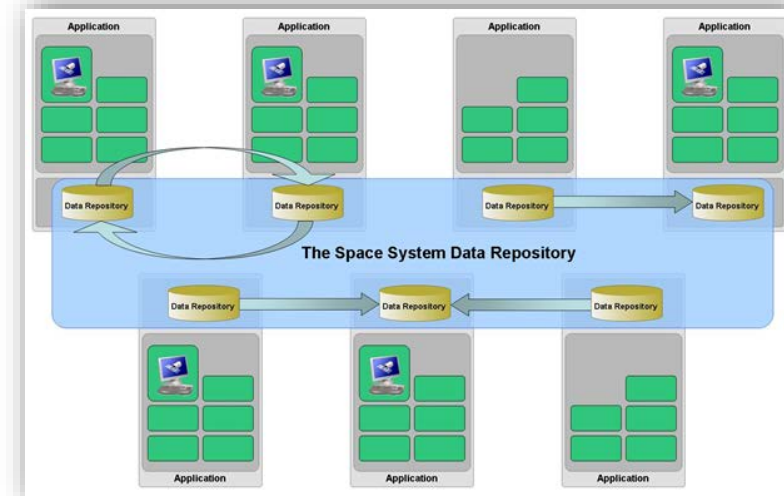 Application
Application
Application
Application
Data Repository
Data Repository
Data Repository
Data Repository
The Space System Data Repository
Data Repository
Data Repository
Data Repository
Application
Application
Application